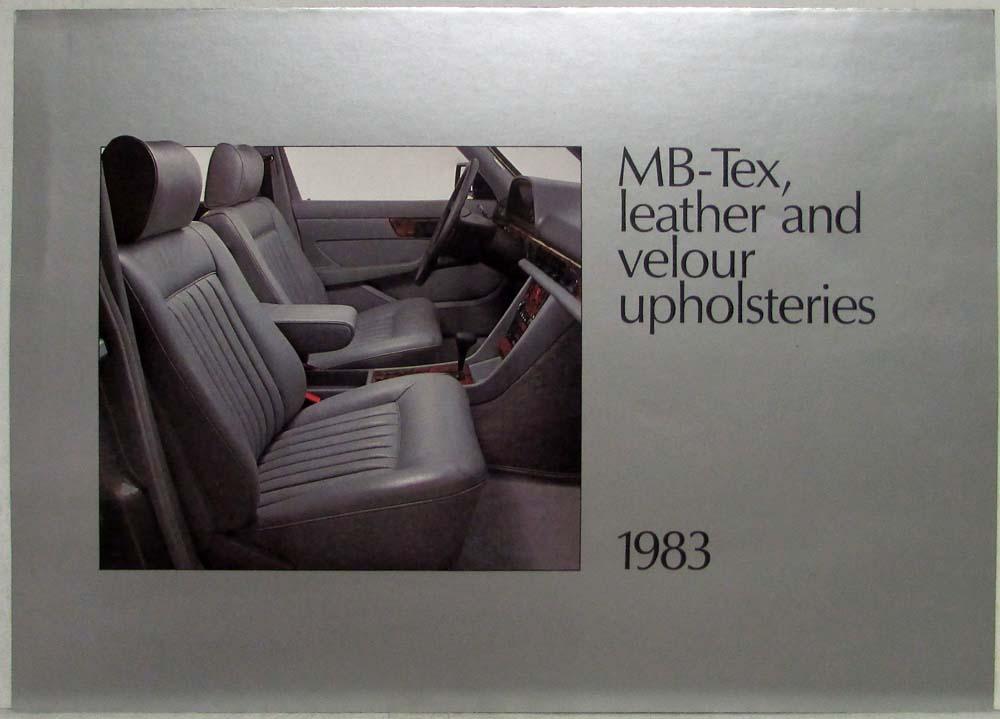 MB-Tex,
leather and
velour
upholsteries
1983